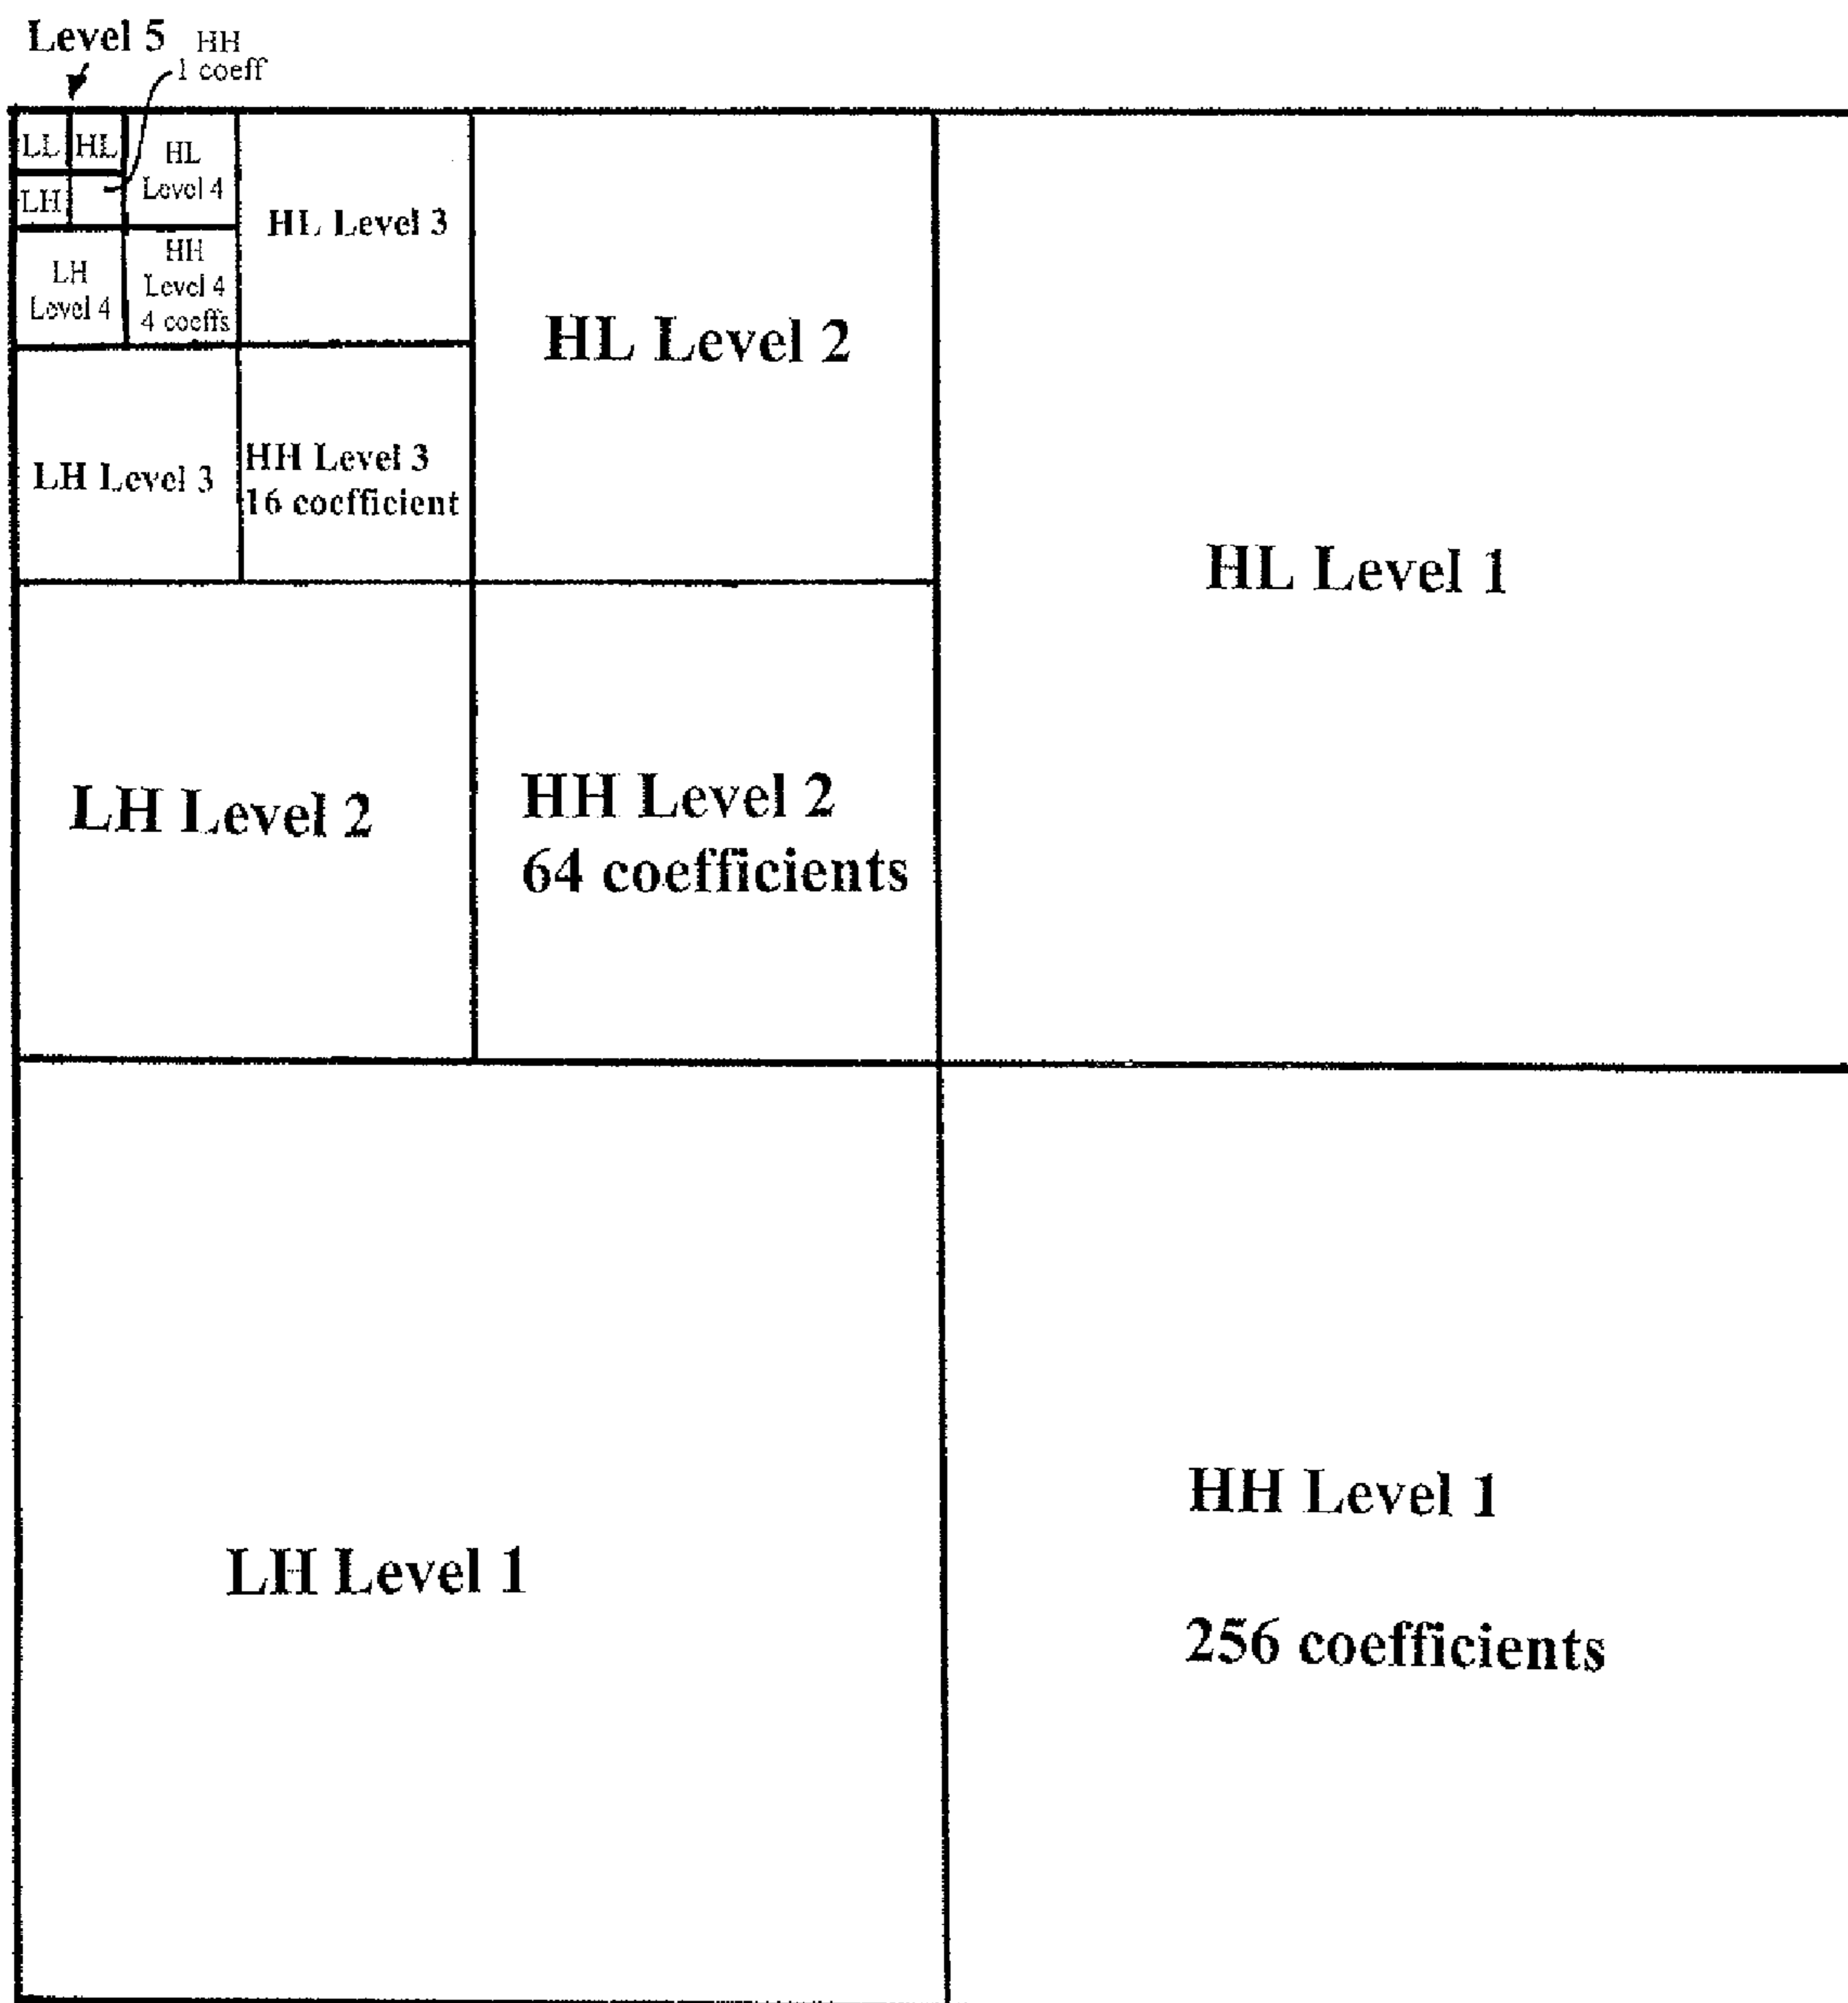 Level 5
HH
1 coeff
LL
HL
LH
HL
Level 4
LH
Level 4
HH
Level 4
4 coeffs
HL Level 3
LH Level 3
HH Level 3
16 coefficient
HL Level 2
LH Level 2
HH Level 2
64 coefficients
HL Level 1
LH Level 1
HH Level 1
256 coefficients